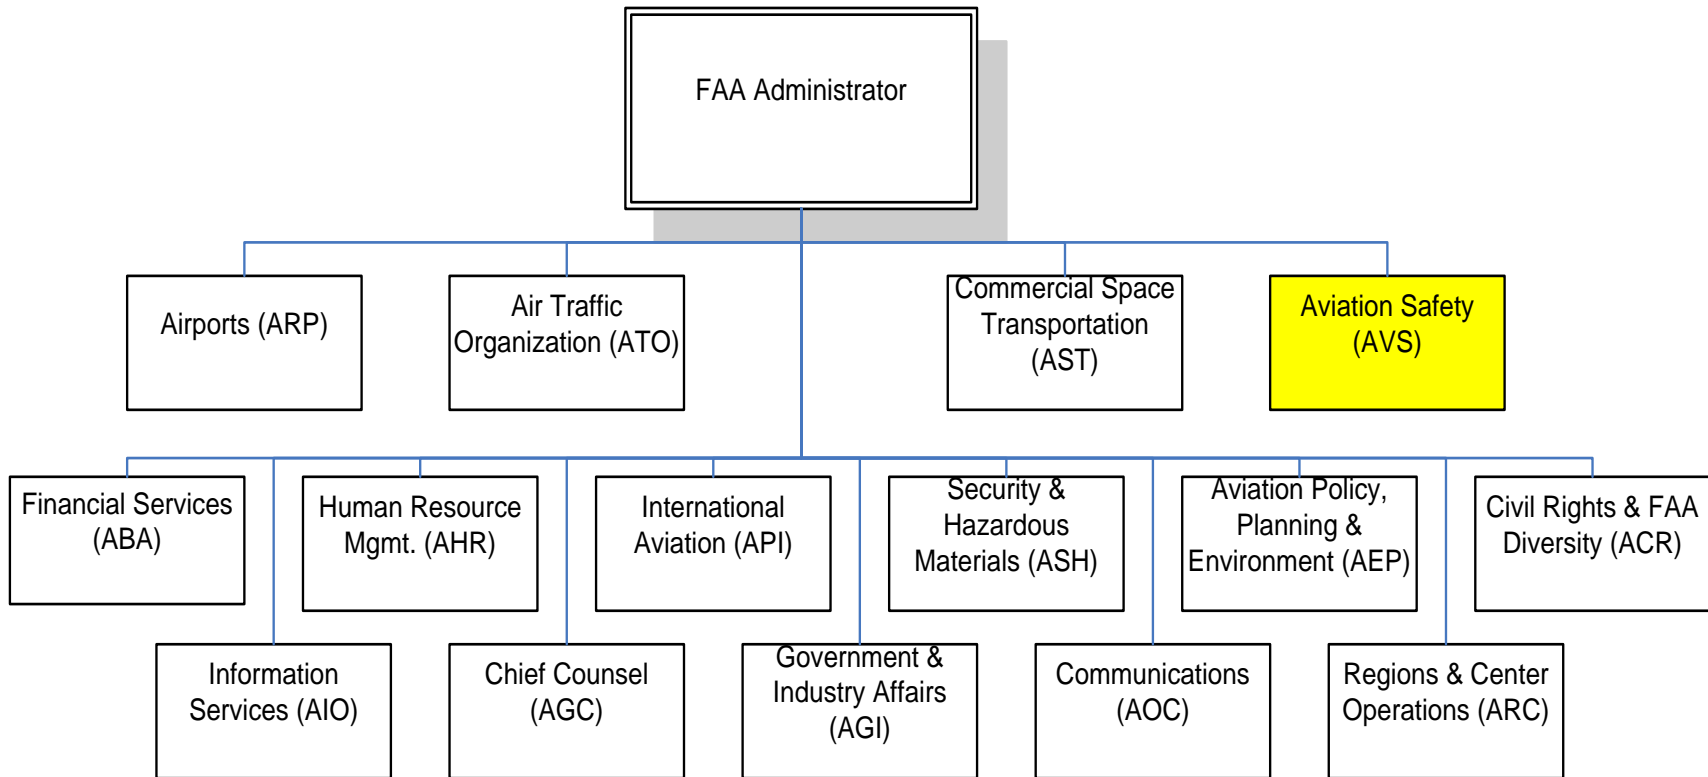 FAA Administrator
Airports (ARP)
Air Traffic
Organization (ATO)
Commercial Space
Transportation
(AST)
Aviation Safety
(AVS)
Financial Services
(ABA)
Human Resource
Mgmt. (AHR)
International
Aviation (API)
Security &
Hazardous
Materials (ASH)
Aviation Policy,
Planning &
Environment (AEP)
Civil Rights & FAA
Diversity (ACR)
Information
Services (AIO)
Chief Counsel
(AGC)
Government &
Industry Affairs
(AGI)
Communications
(AOC)
Regions & Center
Operations (ARC)